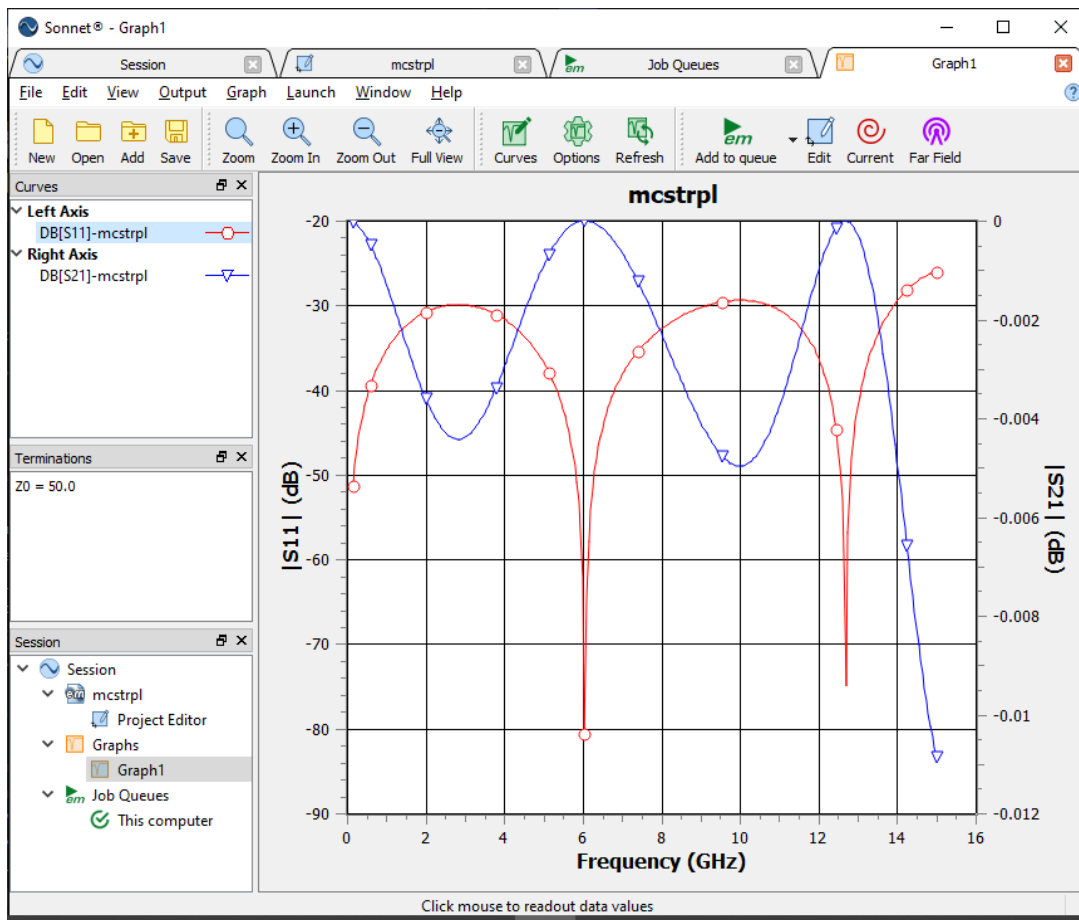 Sonnet® - Graph1
Session mcstrpl Job Queues Graph1
File Edit View Output Graph Launch Window Help
New Open Add Save Zoom Zoom In Zoom Out Full View Curves Options Refresh em Add to queue Edit Current Far Field
Curves
Left Axis
DB[S11]-mcstrpl
Right Axis
DB[S21]-mcstrpl
Terminations
Z0 = 50.0
Session
Session
em mcstrpl
Project Editor
Graphs
Graph1
em Job Queues
This computer
mcstrpl
-20
-30
-40
-50
-60
-70
-80
-90
|S11| (dB)
0 2 4 6 8 10 12 14 16
Frequency (GHz)
0
-0.002
-0.004
-0.006
-0.008
-0.01
-0.012
|S21| (dB)
Click mouse to readout data values